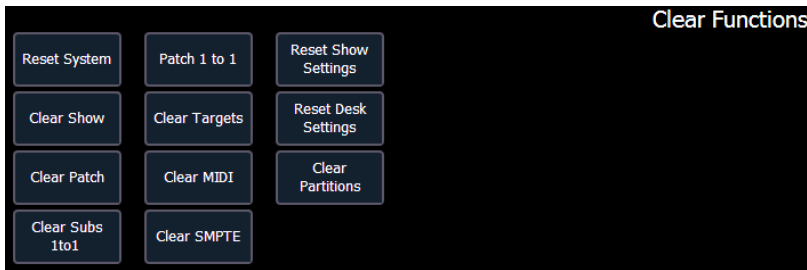 Clear Functions
Reset System
Patch 1 to 1
Reset Show
Settings
Clear Show
Clear Targets
Reset Desk
Settings
Clear Patch
Clear MIDI
Clear
Partitions
Clear Subs
1to1
Clear SMPTE